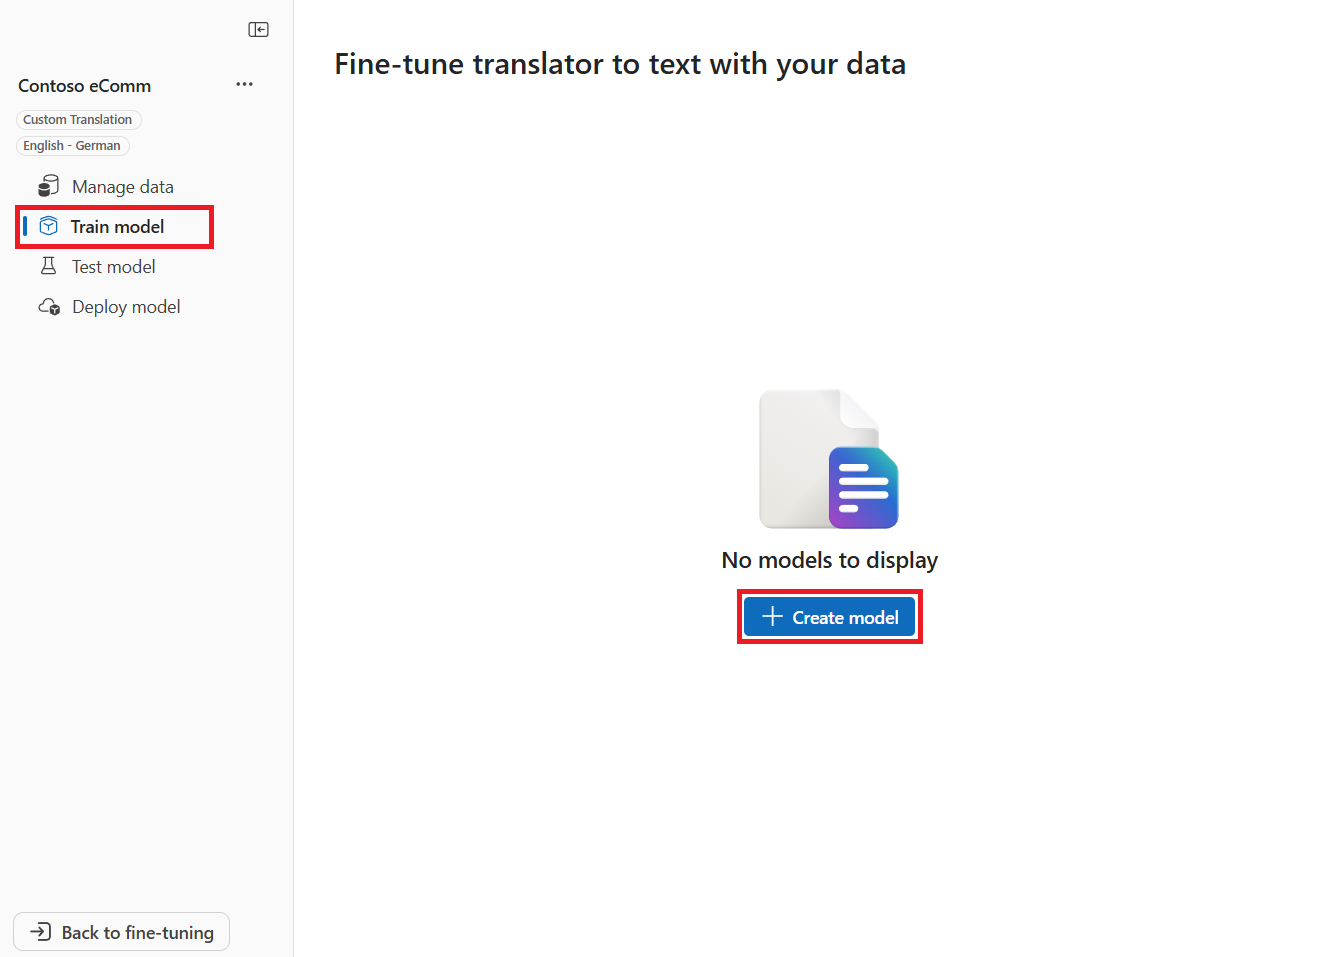 Contoso eComm
Custom Translation
English - German
Manage data
Train model
Test model
Deploy model
Back to fine-tuning
Fine-tune translator to text with your data
No models to display
Create model